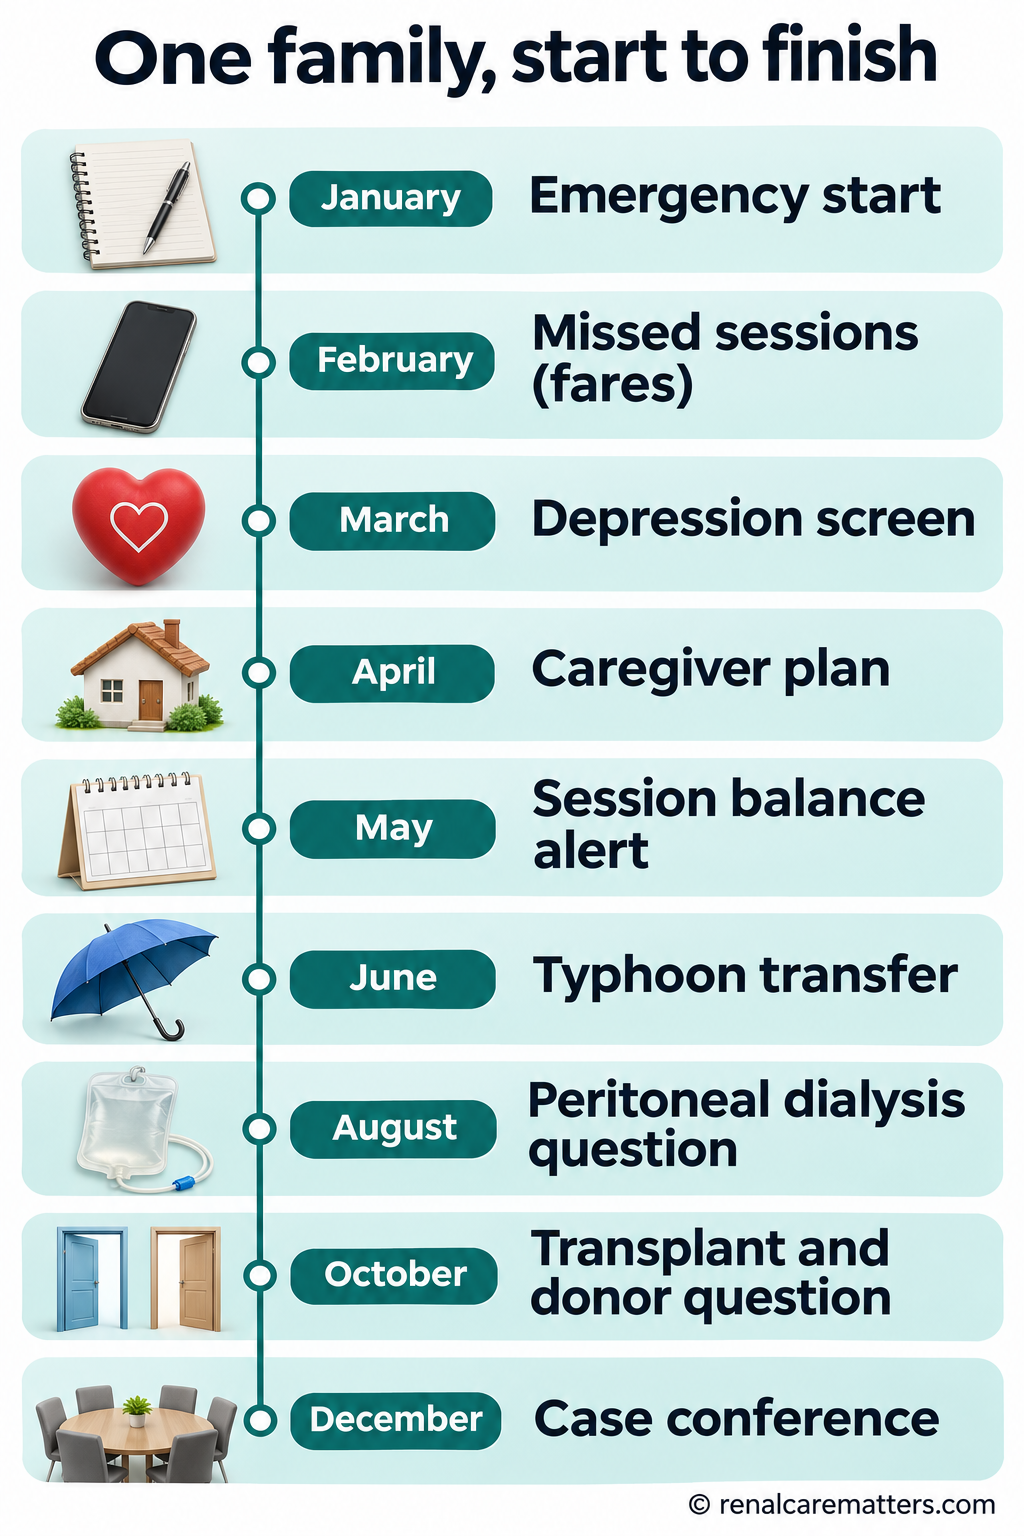 One family, start to finish
January
Emergency start
February
Missed sessions
(fares)
March
Depression screen
April
Caregiver plan
May
Session balance
alert
June
Typhoon transfer
August
Peritoneal dialysis
question
October
Transplant and
donor question
December
Case conference
© renalcarematters.com